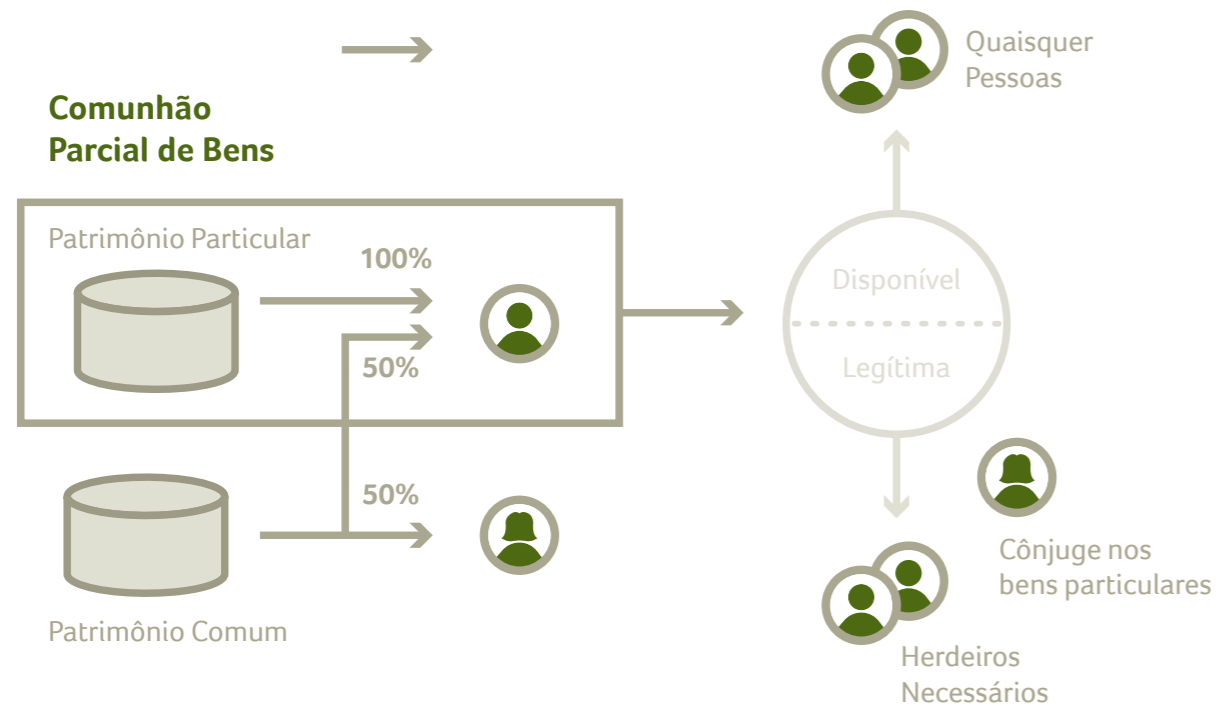 Comunhão
Parcial de Bens
Patrimônio Particular
100%
50%
50%
Patrimônio Comum
Quaisquer
Pessoas
Disponível
Legítima
Cônjuge nos
bens particulares
Herdeiros
Necessários